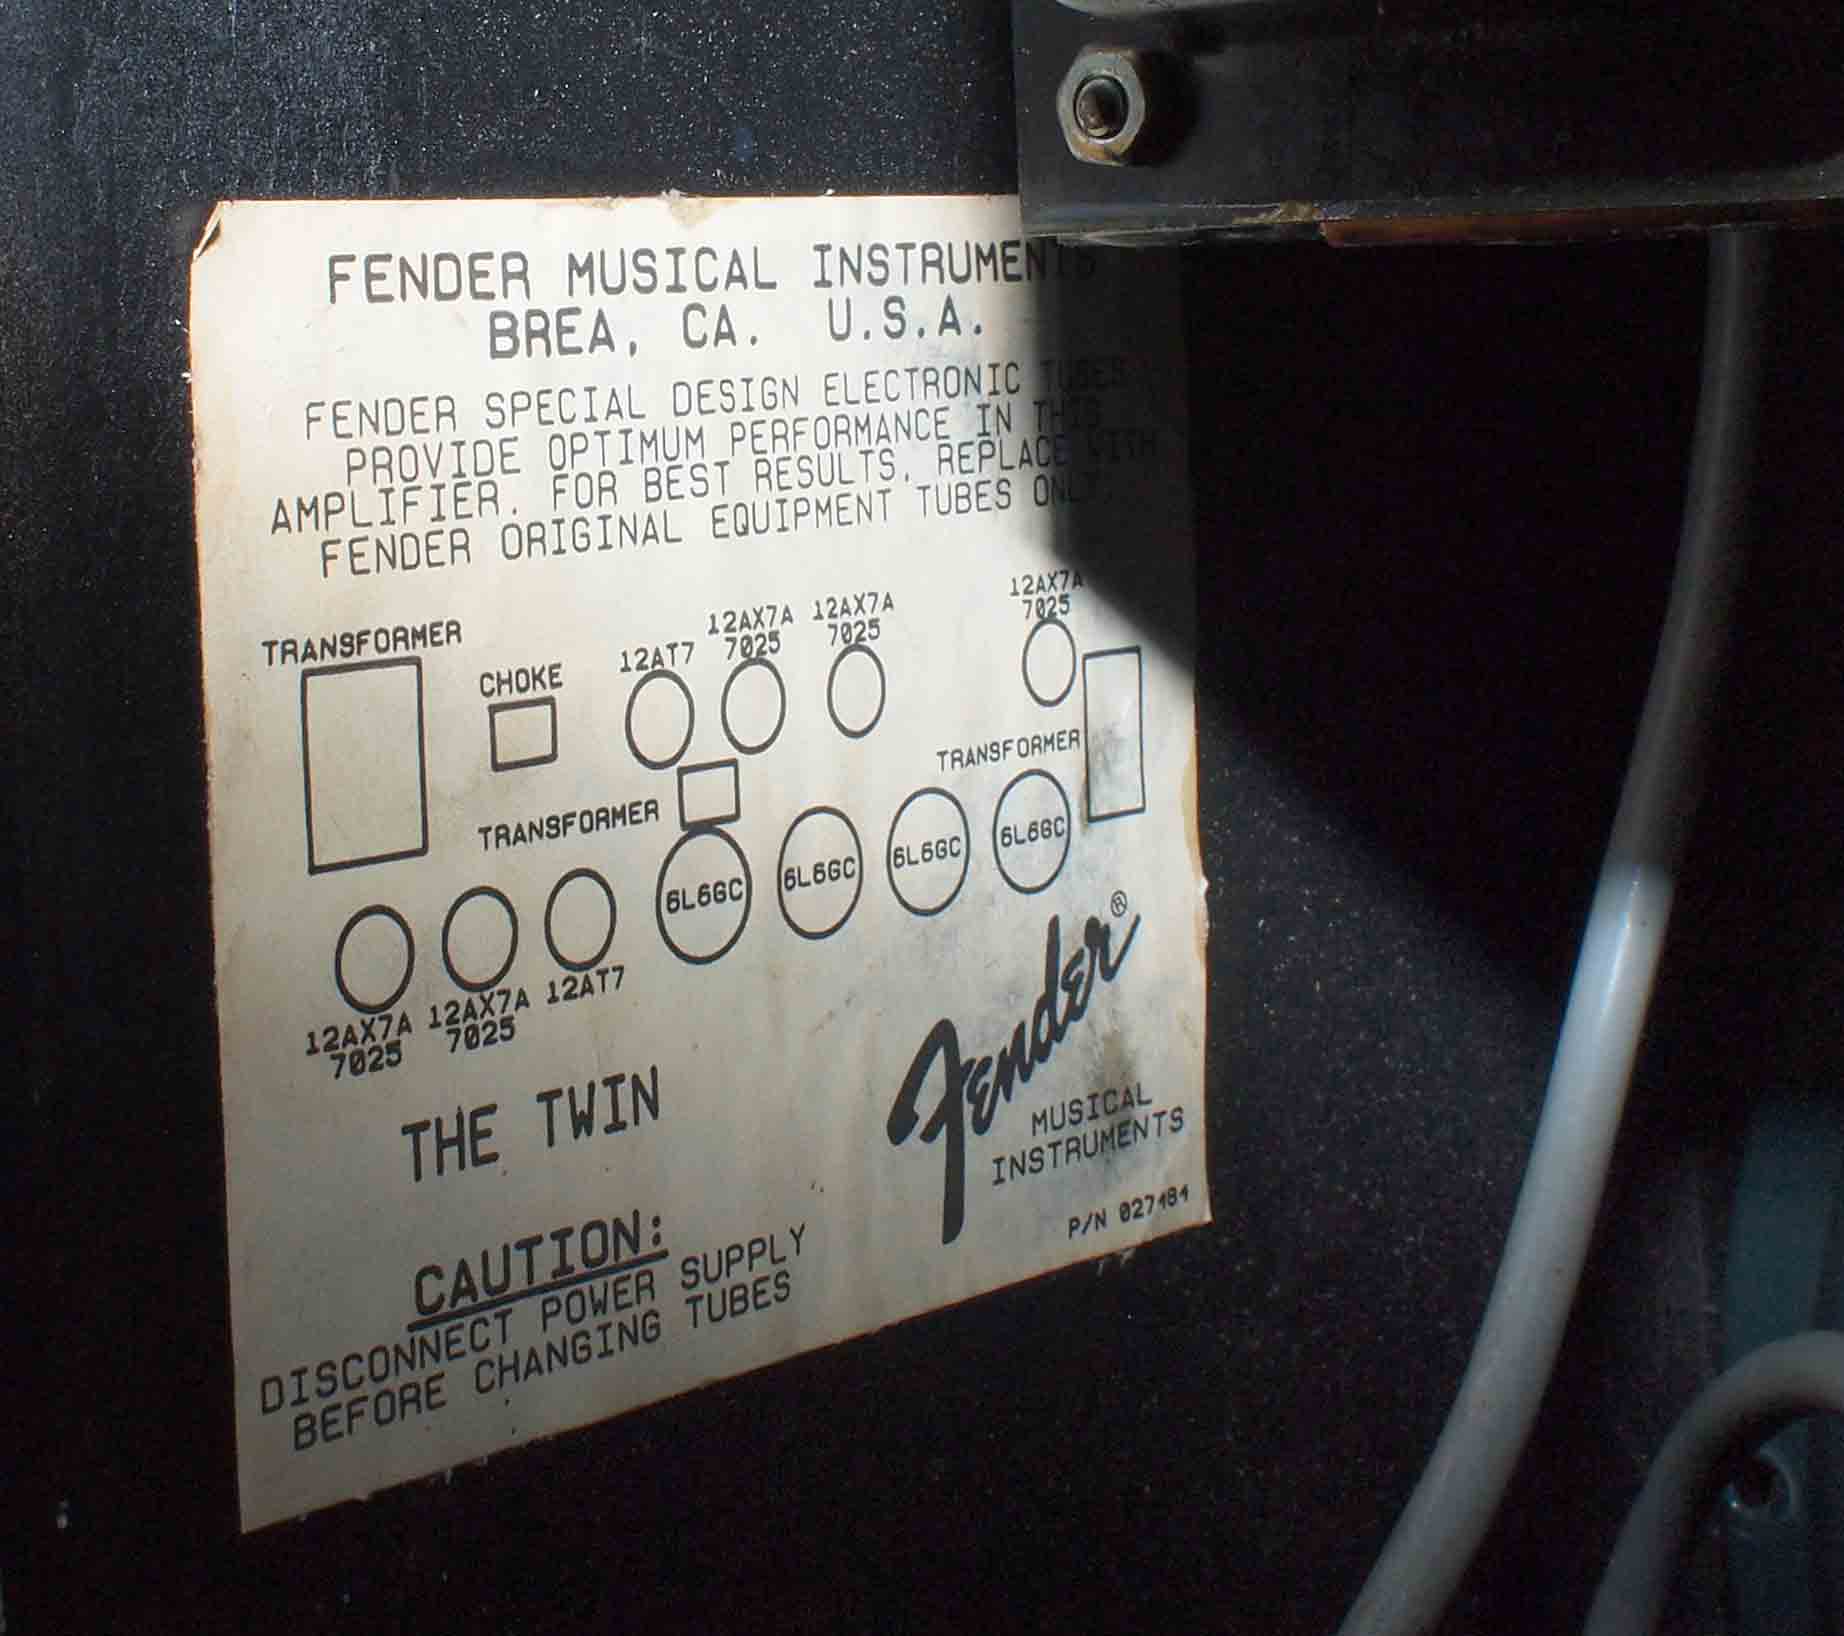 FENDER MUSICAL INSTRUMENTS
BREA, CA. U.S.A.
FENDER SPECIAL DESIGN ELECTRONIC TUBES
PROVIDE OPTIMUM PERFORMANCE IN THIS
AMPLIFIER. FOR BEST RESULTS, REPLACE WITH
FENDER ORIGINAL EQUIPMENT TUBES ONLY
TRANSFORMER
CHOKE
12AT7
12AX7A
7025
12AX7A
7025
12AX7A
7025
TRANSFORMER
TRANSFORMER
6L6GC
6L6GC
6L6GC
6L6GC
12AX7A
7025
12AX7A
7025
12AT7
THE TWIN
Fender®
MUSICAL
INSTRUMENTS
P/N 027484
CAUTION:
DISCONNECT POWER SUPPLY
BEFORE CHANGING TUBES